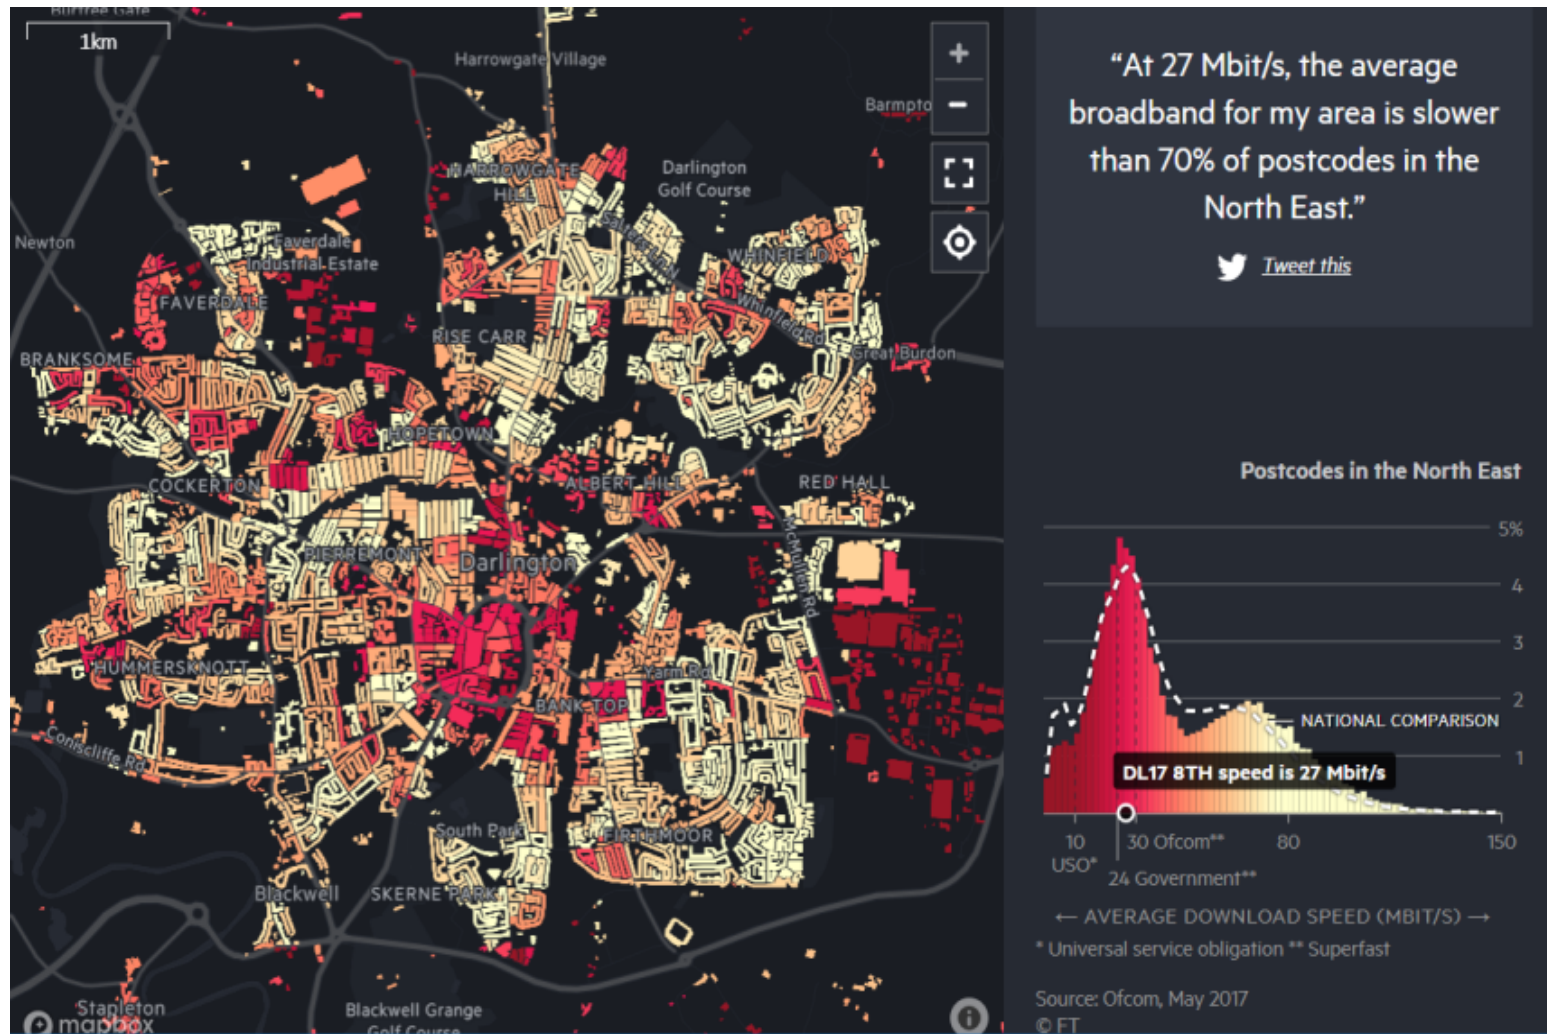 Burtree Gate
1km
Harrowgate Village
Barmpto
HARROWGATE
HILL
Darlington
Golf Course
Salters Ln
Newton
Faverdale
Industrial Estate
WHINFIELD
FAVERDALE
Whinfield Rd
RISE CARR
Great Burdon
BRANKSOME
HOPETOWN
COCKERTON
ALBERT HILL
RED HALL
McMullen Rd
PIERREMONT
Darlington
HUMMERSKNOTT
Yarm Rd
BANK TOP
Coniscliffe Rd
South Park
FIRTHMOOR
Blackwell
SKERNE PARK
Stapleton
Blackwell Grange
Golf Course
mapbox
“At 27 Mbit/s, the average
broadband for my area is slower
than 70% of postcodes in the
North East.”
Tweet this
Postcodes in the North East
5%
4
3
2
NATIONAL COMPARISON
1
DL17 8TH speed is 27 Mbit/s
10
30 Ofcom**
80
150
USO*
24 Government**
← AVERAGE DOWNLOAD SPEED (MBIT/S) →
* Universal service obligation ** Superfast
Source: Ofcom, May 2017
© FT